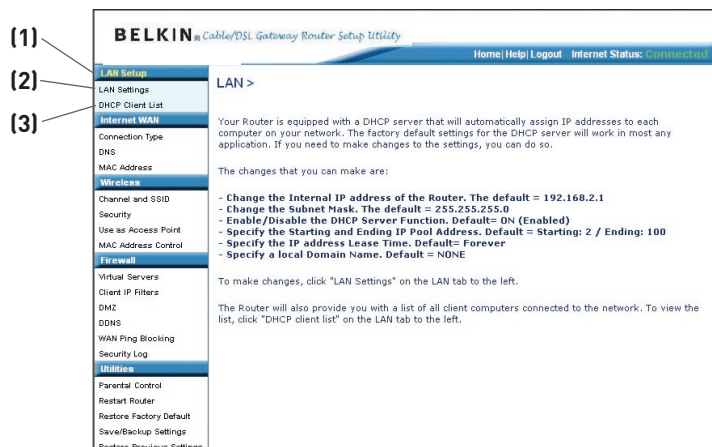 BELKIN® Cable/DSL Gateway Router Setup Utility
Home|Help|Logout Internet Status: Connected
(1)
(2)
(3)
LAN Setup
LAN Settings
DHCP Client List
Internet WAN
Connection Type
DNS
MAC Address
Wireless
Channel and SSID
Security
Use as Access Point
MAC Address Control
Firewall
Virtual Servers
Client IP Filters
DMZ
DDNS
WAN Ping Blocking
Security Log
Utilities
Parental Control
Restart Router
Restore Factory Default
Save/Backup Settings
Restore Previous Settings
LAN >
Your Router is equipped with a DHCP server that will automatically assign IP addresses to each
computer on your network. The factory default settings for the DHCP server will work in most any
application. If you need to make changes to the settings, you can do so.
The changes that you can make are:
- Change the Internal IP address of the Router. The default = 192.168.2.1
- Change the Subnet Mask. The default = 255.255.255.0
- Enable/Disable the DHCP Server Function. Default= ON (Enabled)
- Specify the Starting and Ending IP Pool Address. Default = Starting: 2 / Ending: 100
- Specify the IP address Lease Time. Default= Forever
- Specify a local Domain Name. Default = NONE
To make changes, click "LAN Settings" on the LAN tab to the left.
The Router will also provide you with a list of all client computers connected to the network. To view the
list, click "DHCP client list" on the LAN tab to the left.